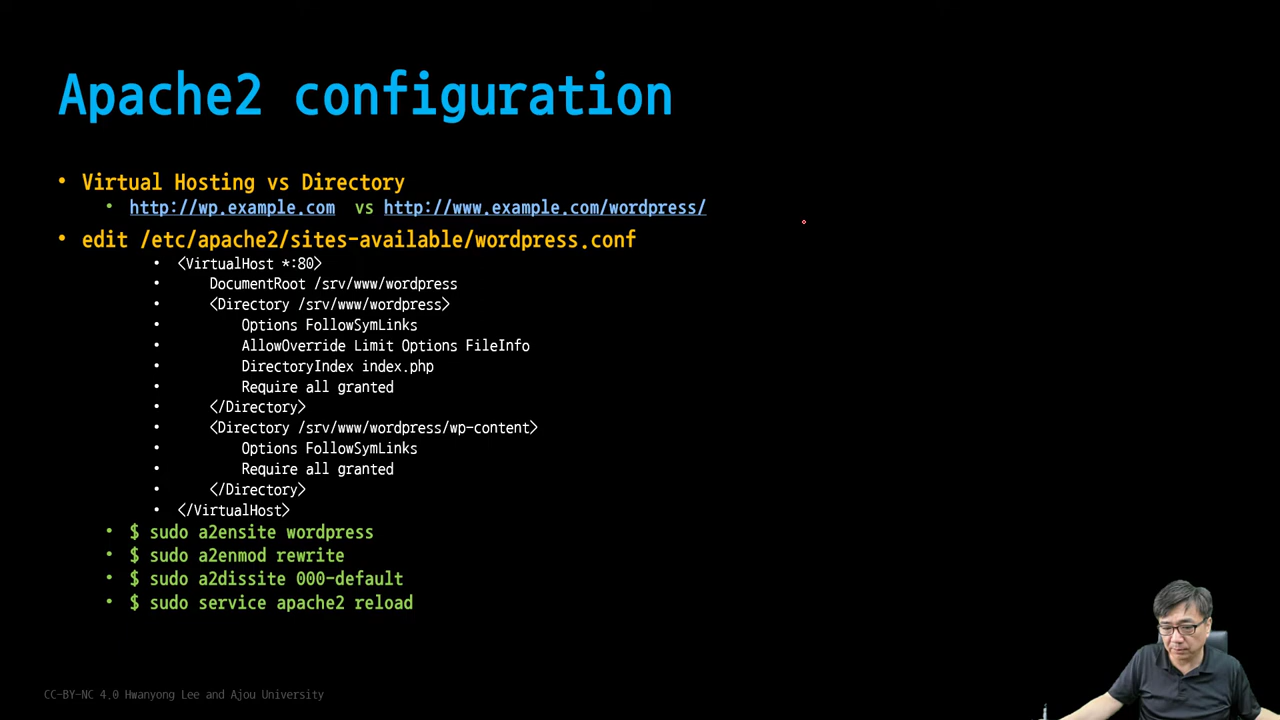 Apache2 configuration
• Virtual Hosting vs Directory
• http://wp.example.com vs http://www.example.com/wordpress/
• edit /etc/apache2/sites-available/wordpress.conf
• <VirtualHost *:80>
• DocumentRoot /srv/www/wordpress
• <Directory /srv/www/wordpress>
• Options FollowSymLinks
• AllowOverride Limit Options FileInfo
• DirectoryIndex index.php
• Require all granted
• </Directory>
• <Directory /srv/www/wordpress/wp-content>
• Options FollowSymLinks
• Require all granted
• </Directory>
• </VirtualHost>
• $ sudo a2ensite wordpress
• $ sudo a2enmod rewrite
• $ sudo a2dissite 000-default
• $ sudo service apache2 reload
CC-BY-NC 4.0 Hwanyong Lee and Ajou University